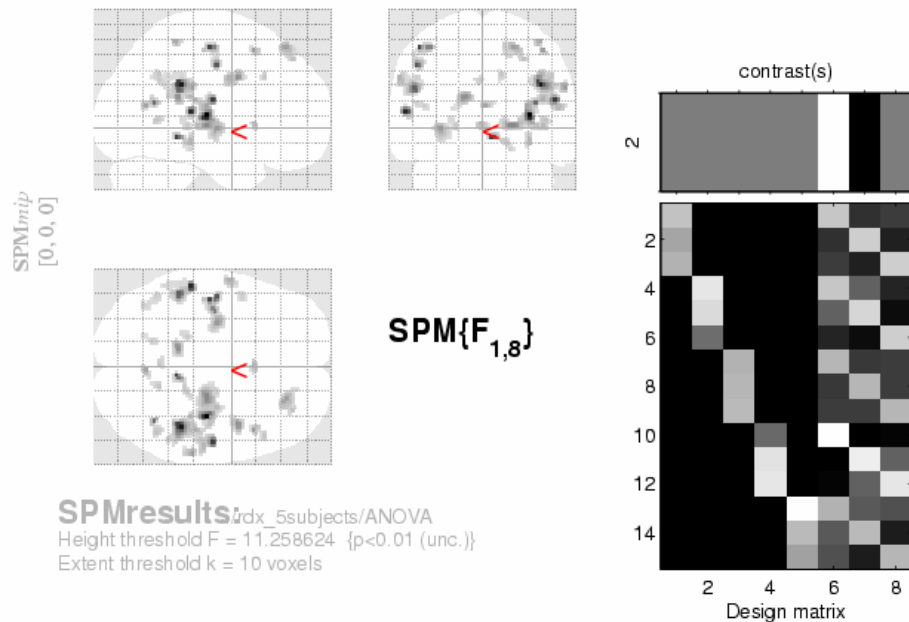 SPMmip
[0, 0, 0]
<
<
<
SPM{F1,8}
SPMresults: ./rdx_5subjects/ANOVA
Height threshold F = 11.258624 {p<0.01 (unc.)}
Extent threshold k = 10 voxels
contrast(s)
2
2
4
6
8
10
12
14
2 4 6 8
Design matrix